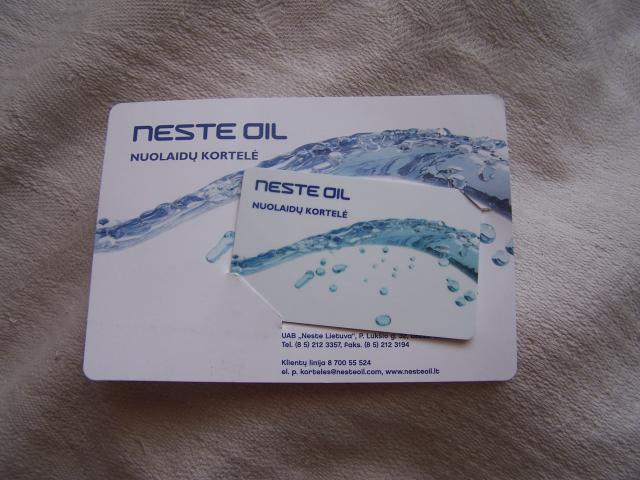 NESTE OIL
NUOLAIDŲ KORTELĖ
NESTE OIL
NUOLAIDŲ KORTELĖ
UAB „Neste Lietuva", P. Lukšio g.
Tel. (8 5) 212 3357, Faks. (8 5) 212 3194
Klientų linija 8 700 55 524
el. p. korteles@nesteoil.com, www.nesteoil.lt